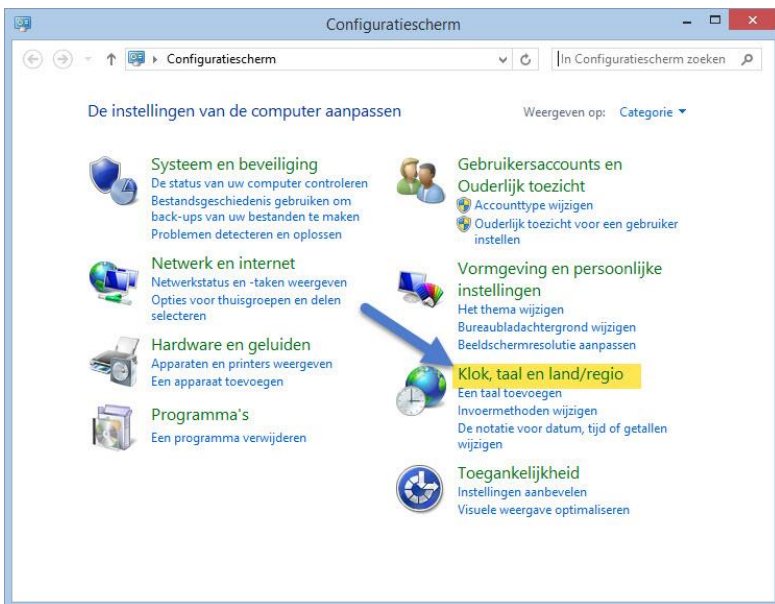 Configuratiescherm
Configuratiescherm
In Configuratiescherm zoeken
De instellingen van de computer aanpassen
Weergeven op: Categorie
Systeem en beveiliging
De status van uw computer controleren
Bestandsgeschiedenis gebruiken om
back-ups van uw bestanden te maken
Problemen detecteren en oplossen
Netwerk en internet
Netwerkstatus en -taken weergeven
Opties voor thuisgroepen en delen
selecteren
Hardware en geluiden
Apparaten en printers weergeven
Een apparaat toevoegen
Programma's
Een programma verwijderen
Gebruikersaccounts en
Ouderlijk toezicht
Accounttype wijzigen
Ouderlijk toezicht voor een gebruiker
instellen
Vormgeving en persoonlijke
instellingen
Het thema wijzigen
Bureaubladachtergrond wijzigen
Beeldschermresolutie aanpassen
Klok, taal en land/regio
Een taal toevoegen
Invoermethoden wijzigen
De notatie voor datum, tijd of getallen
wijzigen
Toegankelijkheid
Instellingen aanbevelen
Visuele weergave optimaliseren